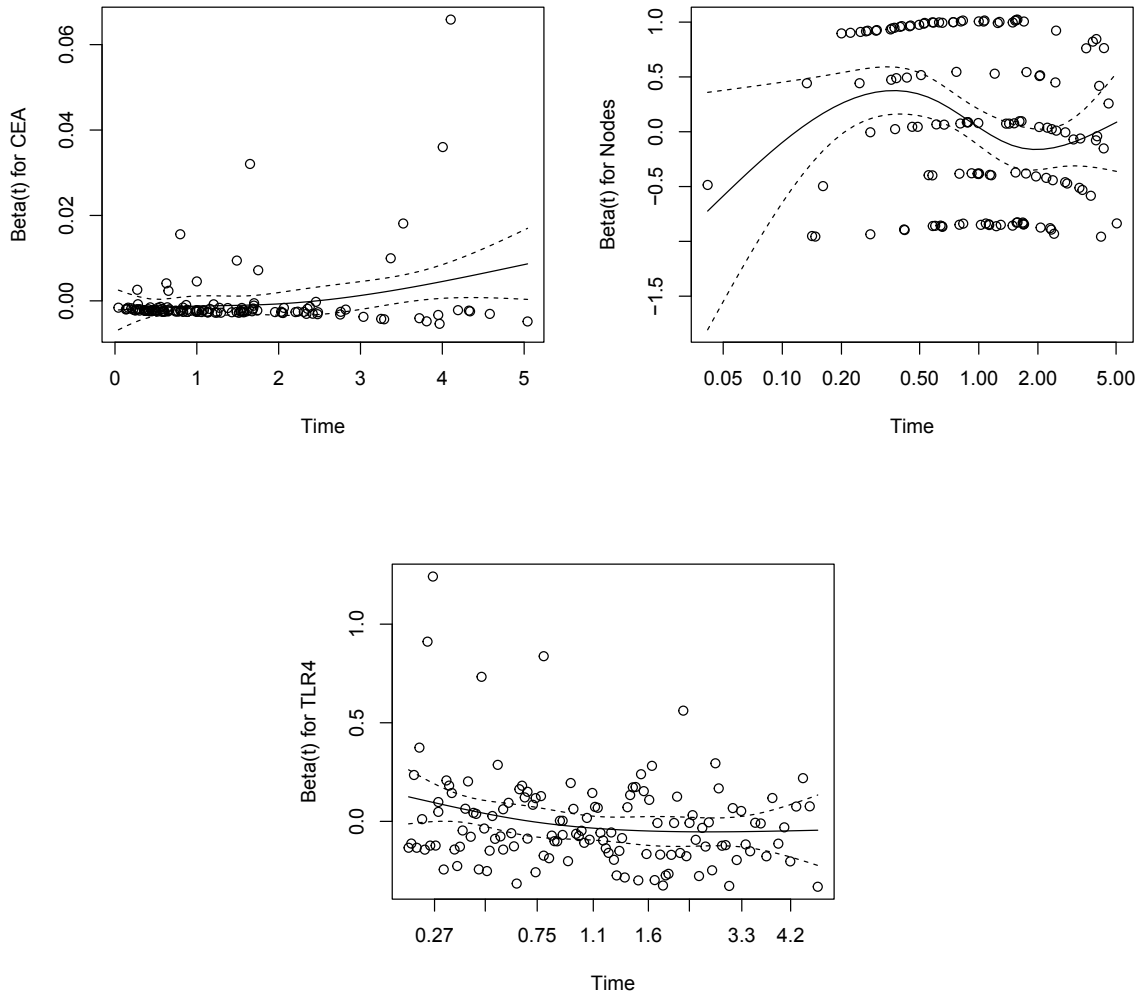 Beta(t) for CEA
0.06
0.04
0.02
0.00
0 1 2 3 4 5
Time
Beta(t) for Nodes
1.0
0.5
0.0
−0.5
−1.5
0.05 0.10 0.20 0.50 1.00 2.00 5.00
Time
Beta(t) for TLR4
1.0
0.5
0.0
0.27 0.75 1.1 1.6 3.3 4.2
Time